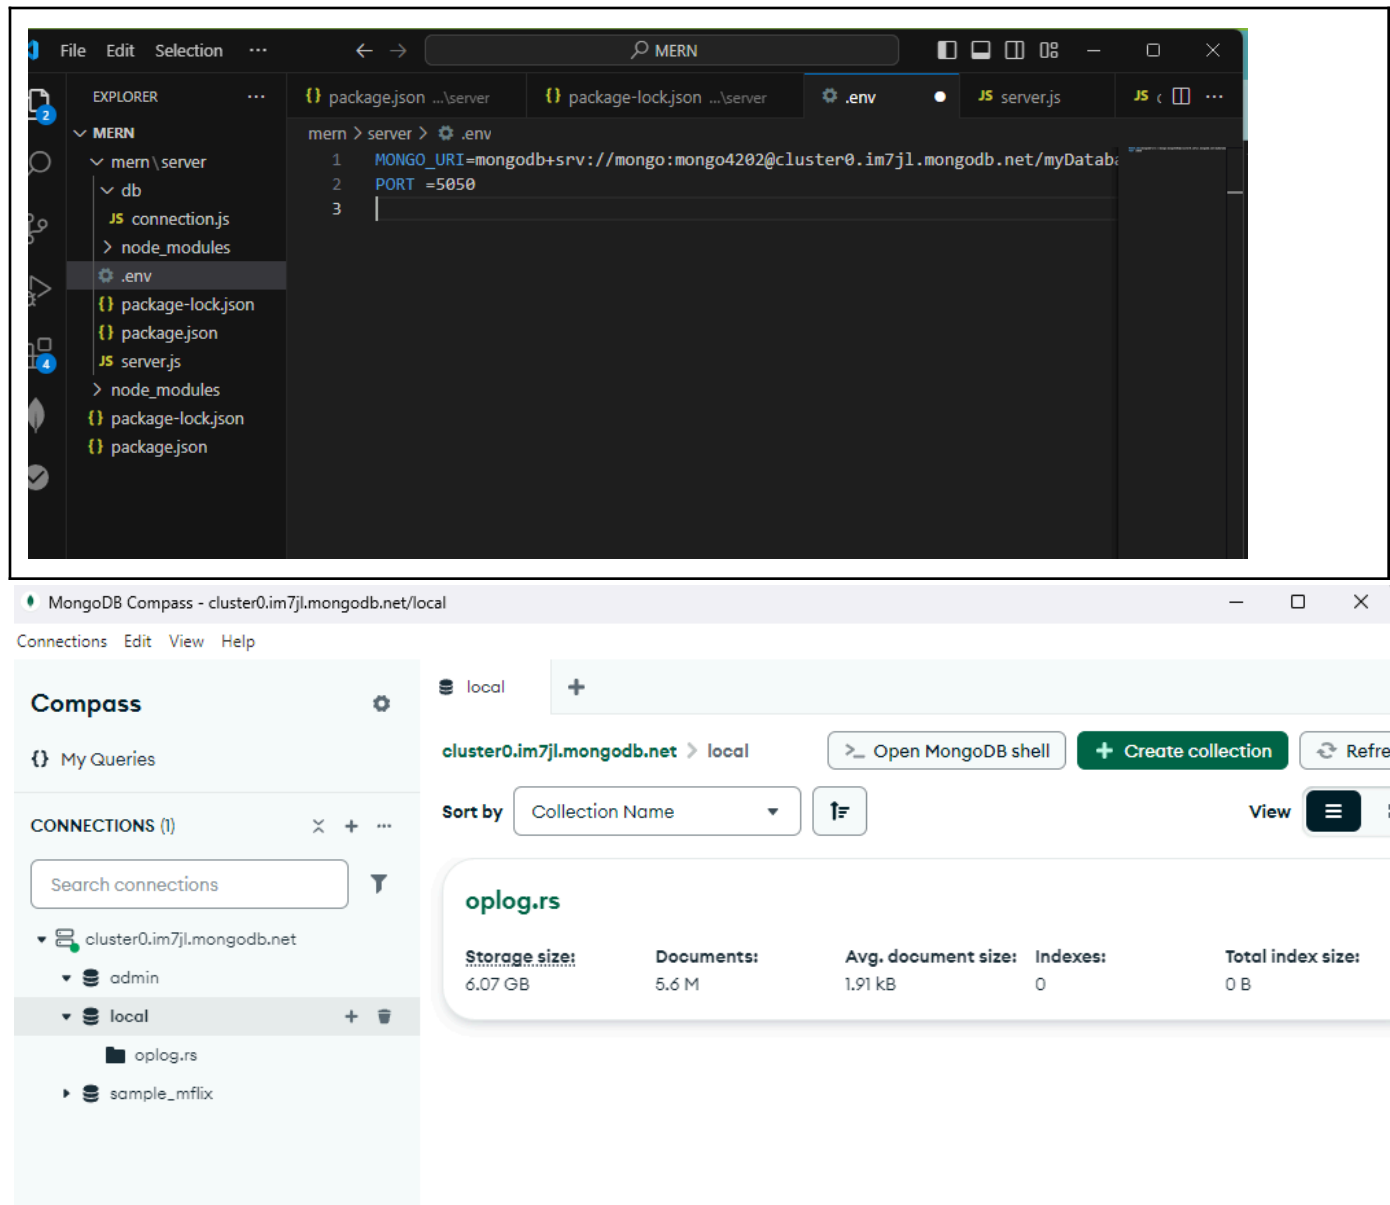 File Edit Selection ··· MERN
EXPLORER ···
{} package.json ...\server {} package-lock.json ...\server .env JS server.js JS ···
2
MERN
mern > server > .env
mern\server
db
JS connection.js
node_modules
.env
{} package-lock.json
{} package.json
JS server.js
4
node_modules
{} package-lock.json
{} package.json
1 MONGO_URI=mongodb+srv://mongo:mongo4202@cluster0.im7jl.mongodb.net/myDataba
2 PORT =5050
3
MongoDB Compass - cluster0.im7jl.mongodb.net/local
Connections Edit View Help
Compass
{} My Queries
CONNECTIONS (1)
Search connections
cluster0.im7jl.mongodb.net
admin
local
oplog.rs
sample_mflix
local
cluster0.im7jl.mongodb.net > local >_ Open MongoDB shell + Create collection Refre
Sort by Collection Name View
oplog.rs
Storage size: Documents: Avg. document size: Indexes: Total index size:
6.07 GB 5.6 M 1.91 kB 0 0 B